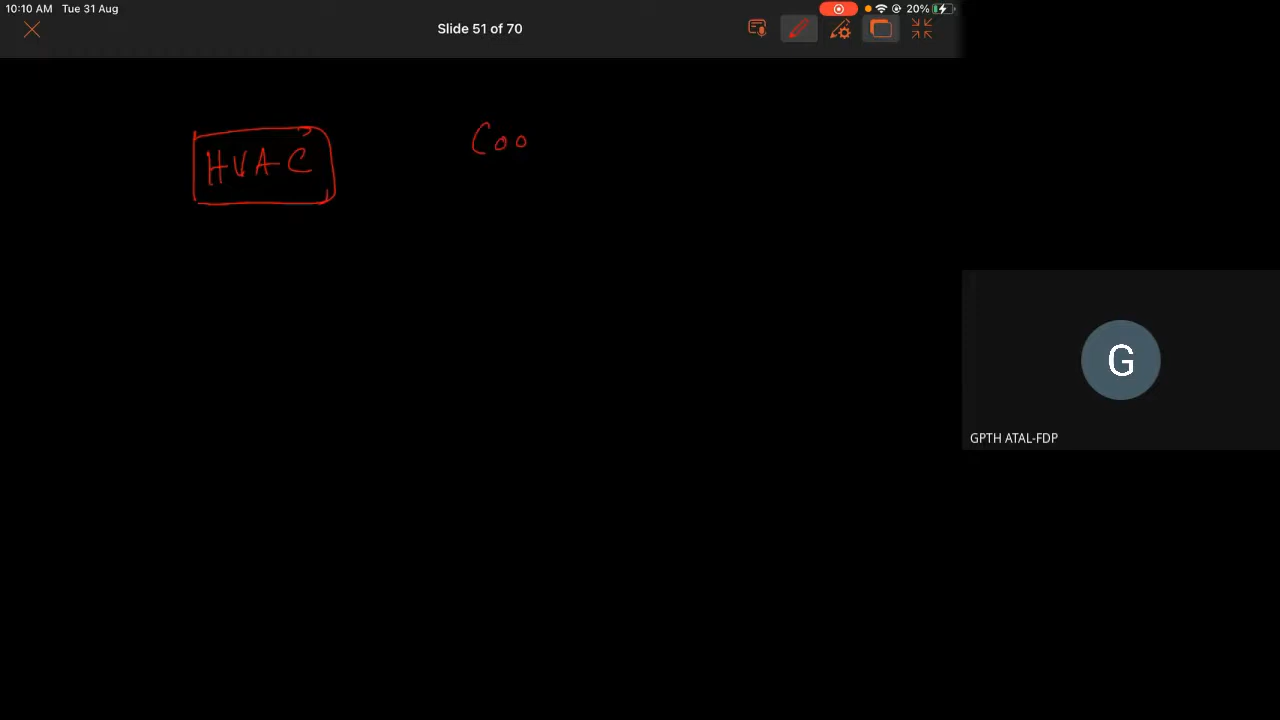 10:10 AM Tue 31 Aug
20%
Slide 51 of 70
HVAC
Coo
G
GPTH ATAL-FDP